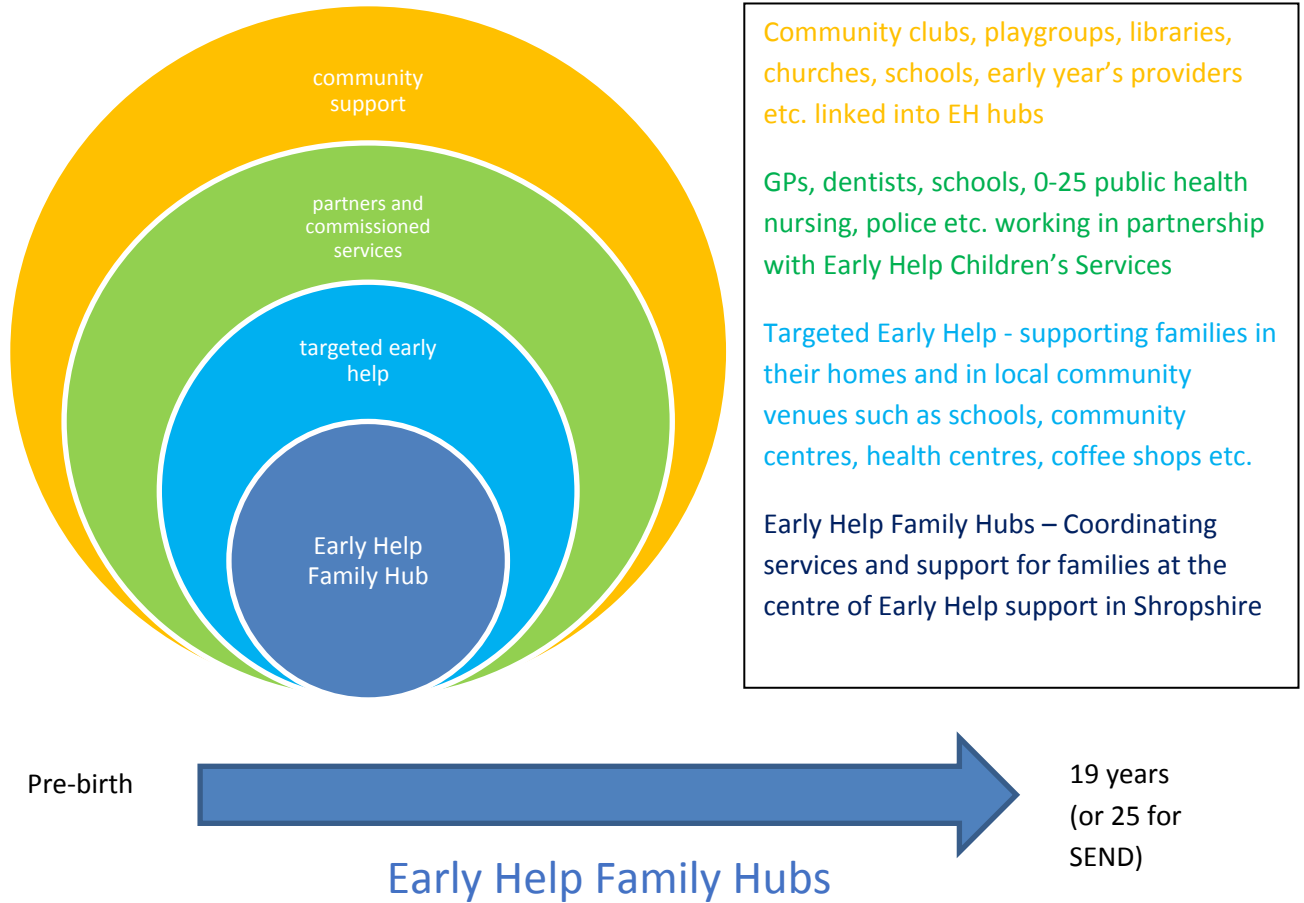 community
support
partners and
commissioned
services
targeted early
help
Early Help
Family Hub
Community clubs, playgroups, libraries,
churches, schools, early year’s providers
etc. linked into EH hubs
GPs, dentists, schools, 0-25 public health
nursing, police etc. working in partnership
with Early Help Children’s Services
Targeted Early Help - supporting families in
their homes and in local community
venues such as schools, community
centres, health centres, coffee shops etc.
Early Help Family Hubs – Coordinating
services and support for families at the
centre of Early Help support in Shropshire
Pre-birth
19 years
(or 25 for
SEND)
Early Help Family Hubs